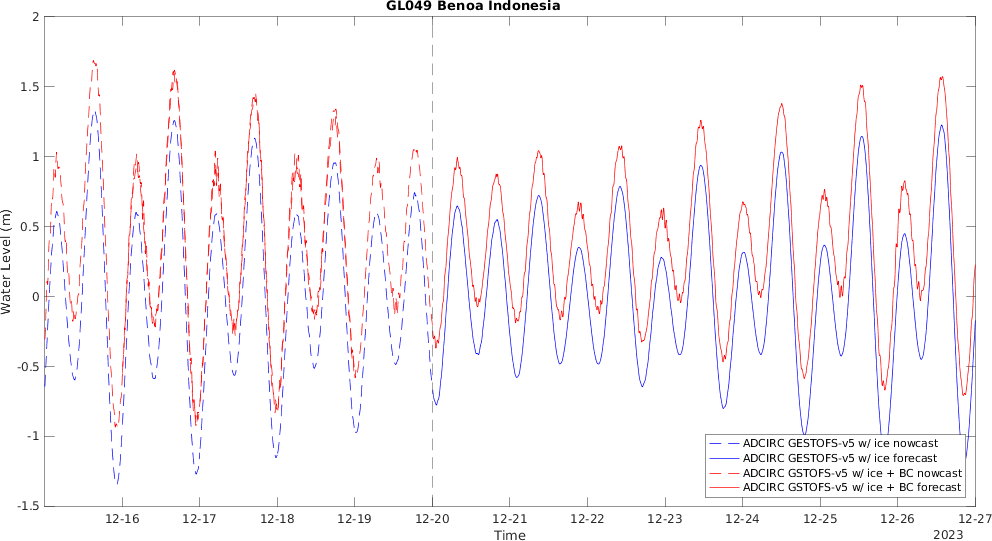 GL049 Benoa Indonesia
2
1.5
1
0.5
0
-0.5
-1
-1.5
Water Level (m)
12-16 12-17 12-18 12-19 12-20 12-21 12-22 12-23 12-24 12-25 12-26 12-27
Time
2023
ADCIRC GESTOFS-v5 w/ ice nowcast
ADCIRC GESTOFS-v5 w/ ice forecast
ADCIRC GSTOFS-v5 w/ ice + BC nowcast
ADCIRC GSTOFS-v5 w/ ice + BC forecast